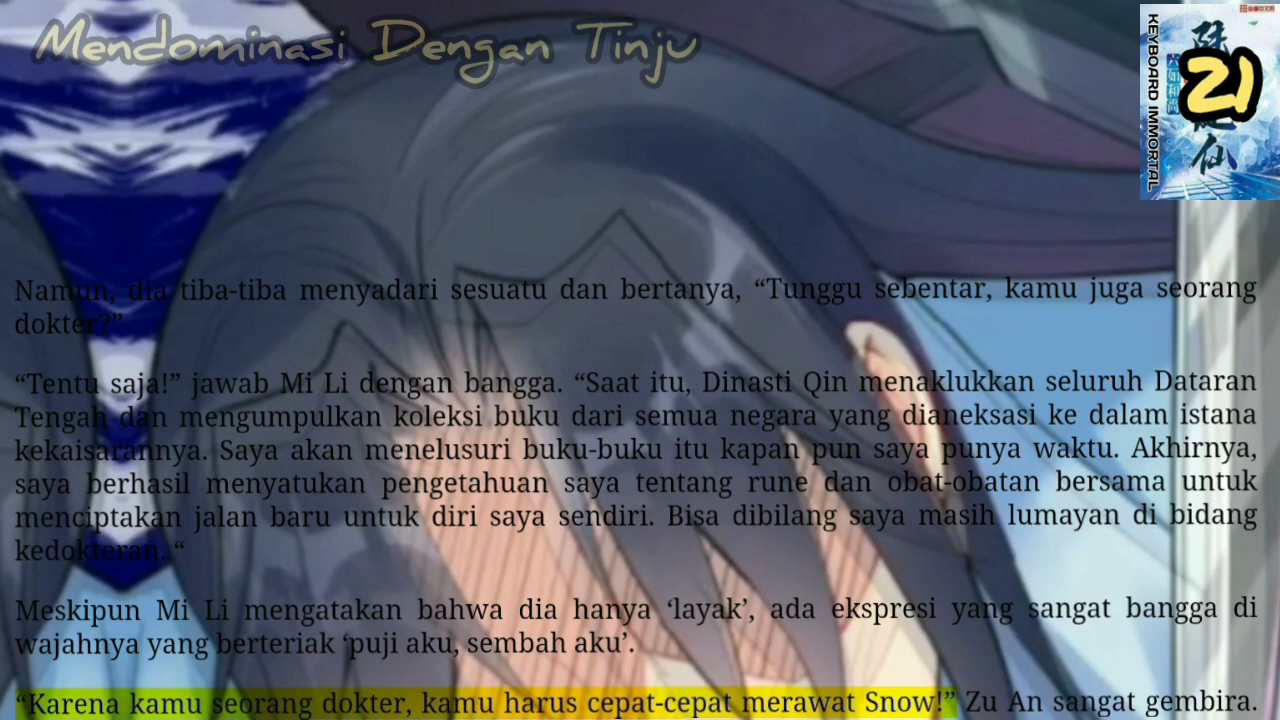 Mendominasi Dengan Tinju
KEYBOARD IMMORTAL
21
Namun, dia tiba-tiba menyadari sesuatu dan bertanya, “Tunggu sebentar, kamu juga seorang
dokter?”
“Tentu saja!” jawab Mi Li dengan bangga. “Saat itu, Dinasti Qin menaklukkan seluruh Dataran
Tengah dan mengumpulkan koleksi buku dari semua negara yang dianeksasi ke dalam istana
kekaisarannya. Saya akan menelusuri buku-buku itu kapan pun saya punya waktu. Akhirnya,
saya berhasil menyatukan pengetahuan saya tentang rune dan obat-obatan bersama untuk
menciptakan jalan baru untuk diri saya sendiri. Bisa dibilang saya masih lumayan di bidang
kedokteran. “
Meskipun Mi Li mengatakan bahwa dia hanya ‘layak’, ada ekspresi yang sangat bangga di
wajahnya yang berteriak ‘puji aku, sembah aku’.
“Karena kamu seorang dokter, kamu harus cepat-cepat merawat Snow!” Zu An sangat gembira.